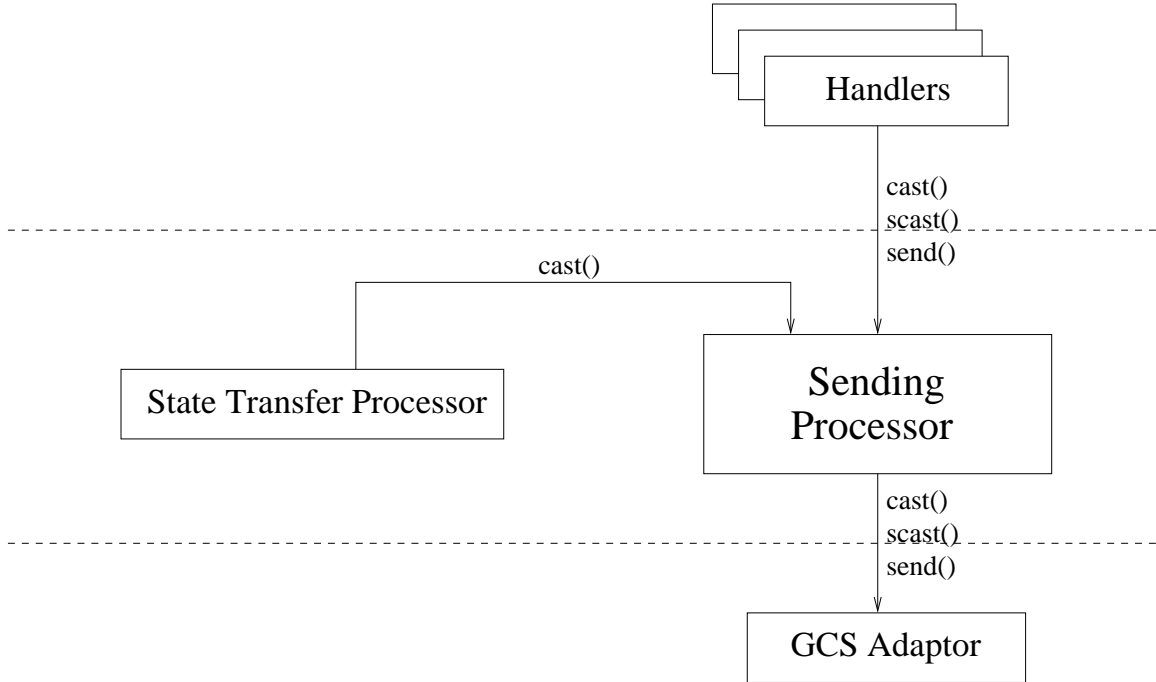 Handlers
cast()
scast()
send()
cast()
State Transfer Processor
Sending
Processor
cast()
scast()
send()
GCS Adaptor